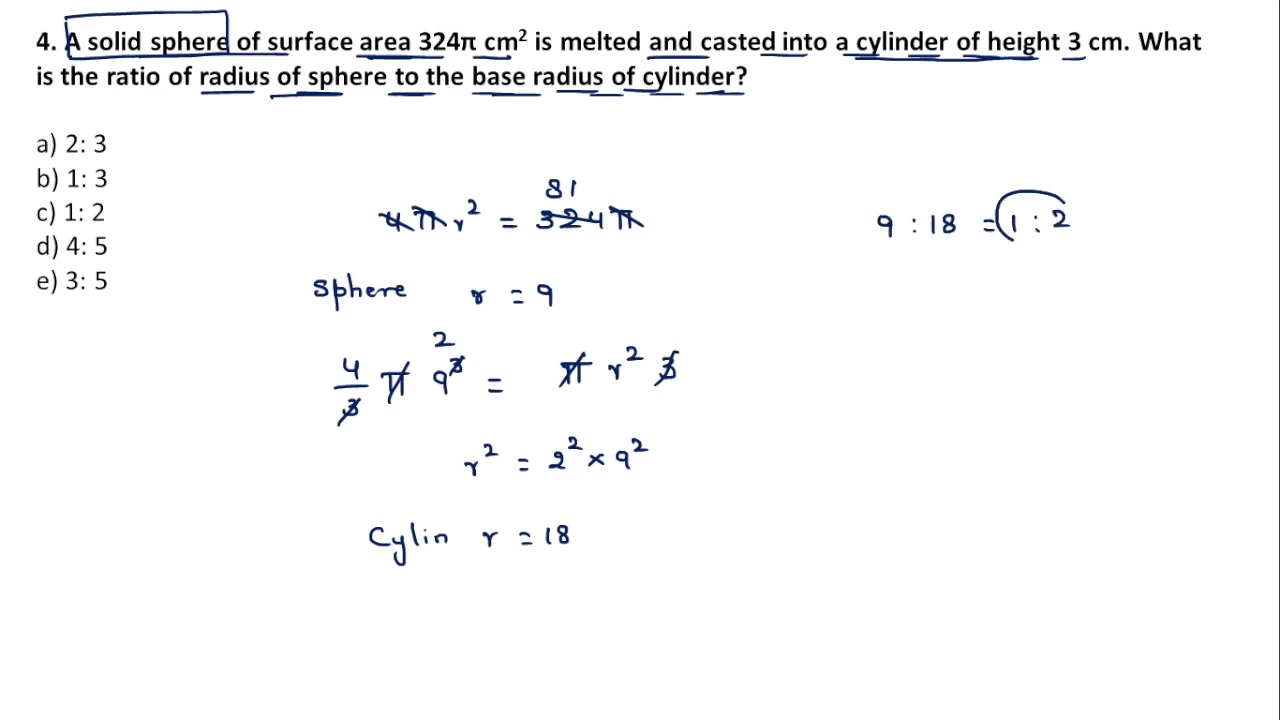 4. A solid sphere of surface area 324π cm² is melted and casted into a cylinder of height 3 cm. What
is the ratio of radius of sphere to the base radius of cylinder?
a) 2: 3
b) 1: 3
c) 1: 2
d) 4: 5
e) 3: 5
81
4π r² = 324π
9 : 18 = 1 : 2
Sphere r = 9
2
4/3 π 9³ = π r² 3
r² = 2² × 9²
Cylin r = 18